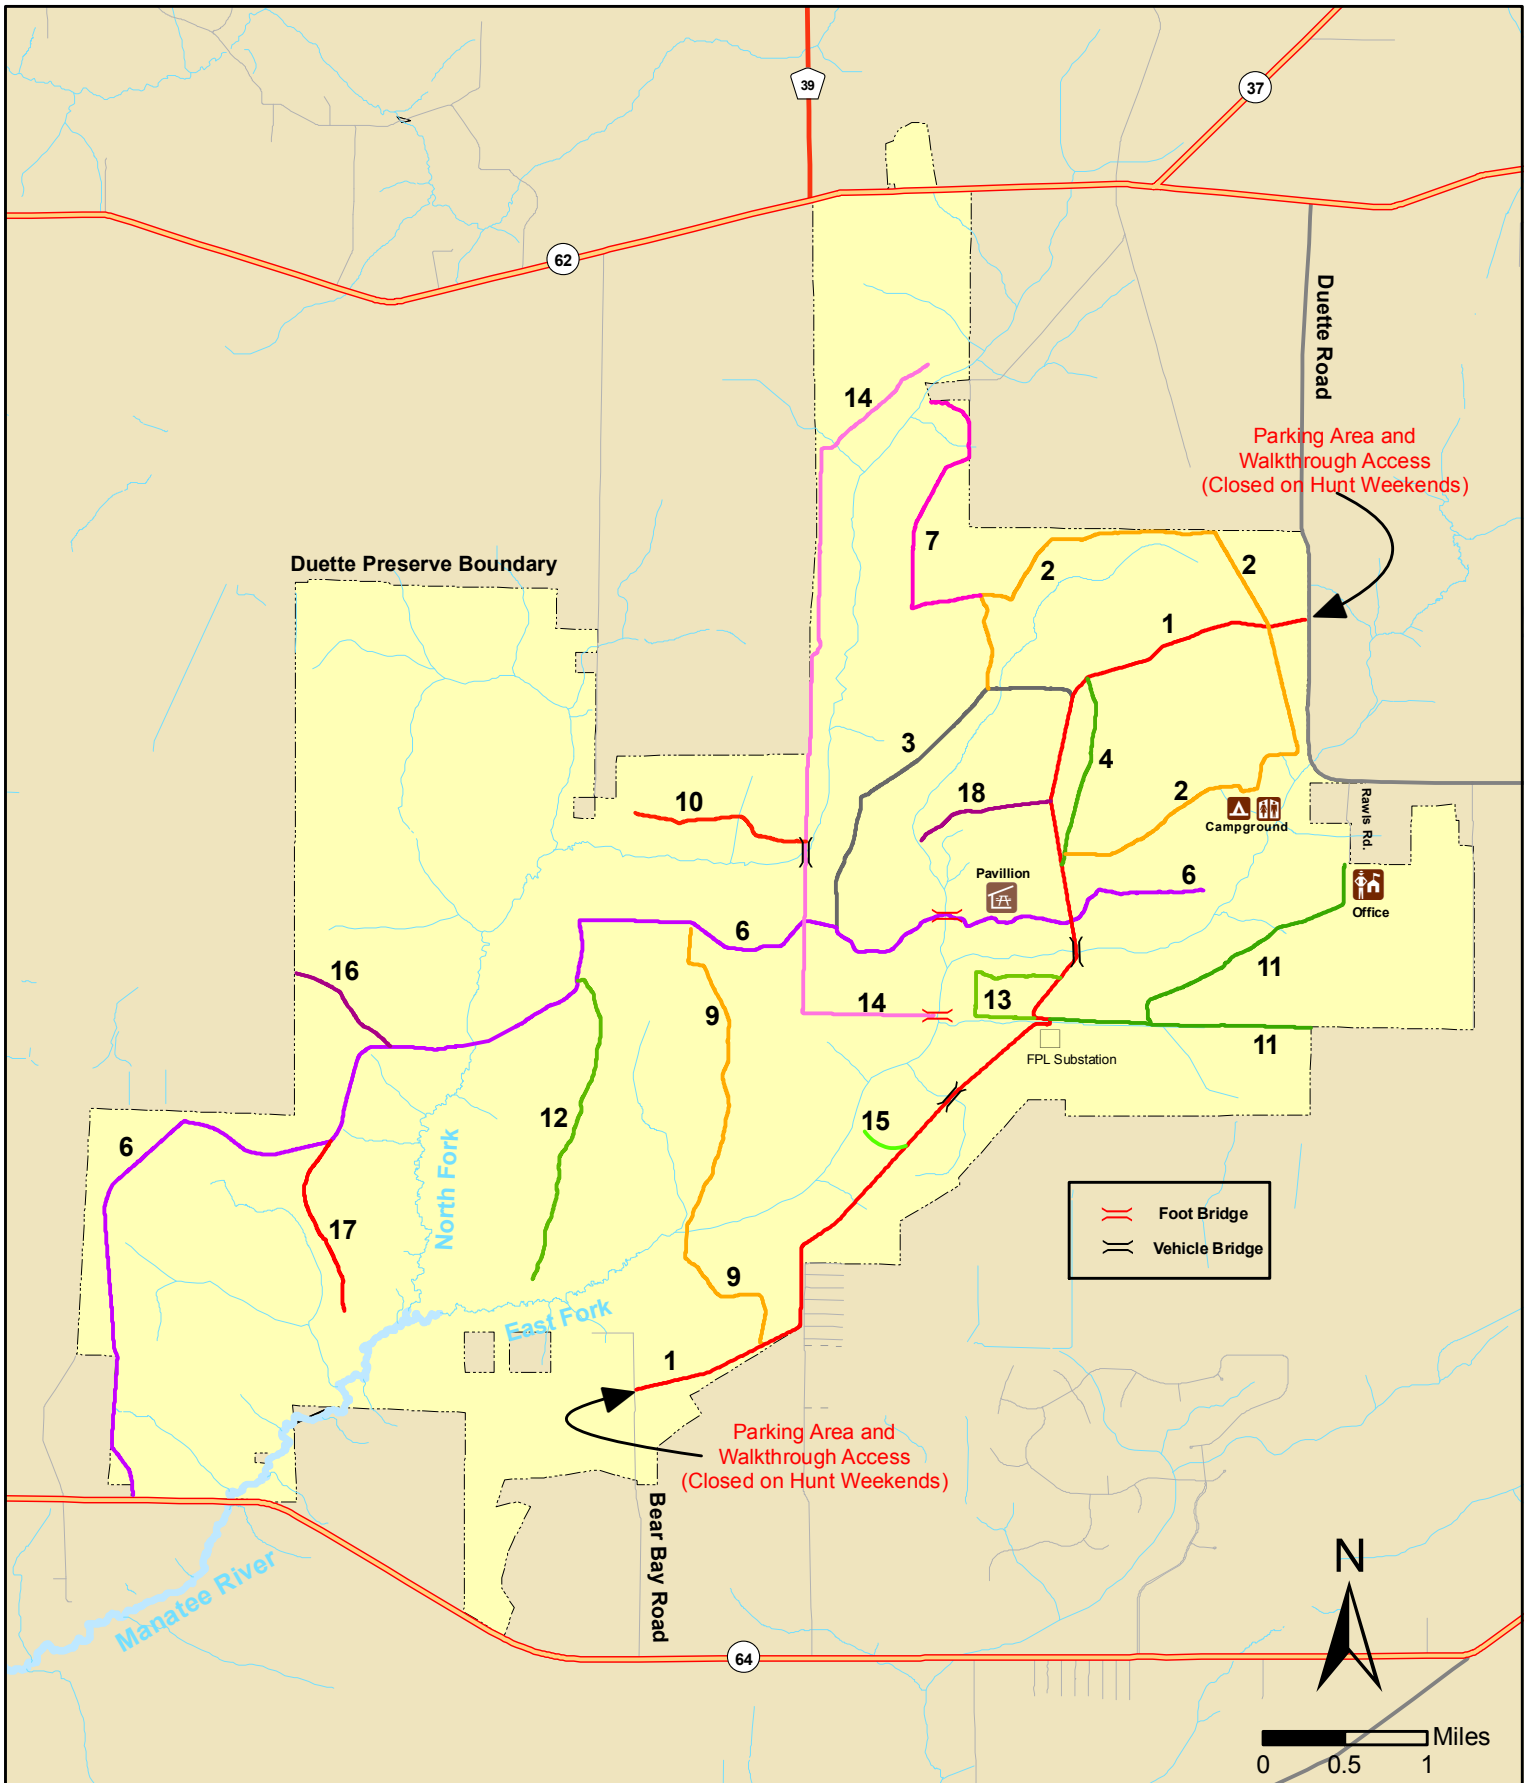 39
37
62
Duette Road
14
Parking Area and
Walkthrough Access
(Closed on Hunt Weekends)
7
Duette Preserve Boundary
2
2
1
3
4
18
2
10
Campground
Rawls Rd.
Pavillion
6
Office
6
11
16
9
14
13
11
FPL Substation
12
15
6
North Fork
17
Foot Bridge
Vehicle Bridge
9
East Fork
1
Parking Area and
Walkthrough Access
(Closed on Hunt Weekends)
Bear Bay Road
Manatee River
64
N
Miles
0 0.5 1